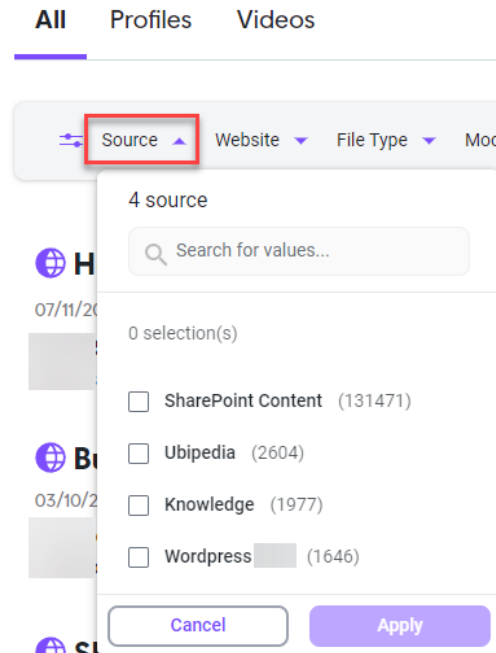 All Profiles Videos
Source Website File Type
4 source
Search for values...
H
07/11/20
0 selection(s)
SharePoint Content (131471)
Ubipedia (2604)
03/10/2
Knowledge (1977)
Wordpress (1646)
Cancel Apply